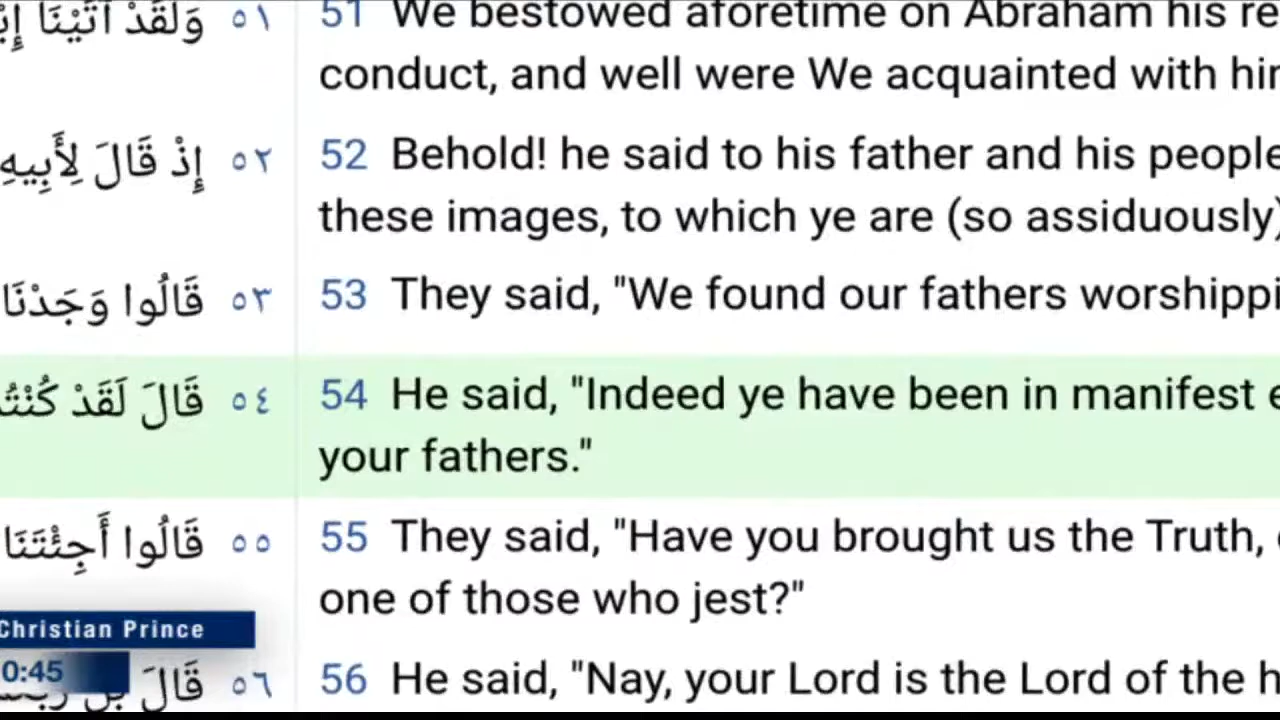 وَلَقَدْ آتَيْنَا ٥١ 51 We bestowed aforetime on Abraham his
conduct, and well were We acquainted with
إِذْ قَالَ لِأَبِيهِ ٥٢ 52 Behold! he said to his father and his people
these images, to which ye are (so assiduously)
قَالُوا وَجَدْنَا ٥٣ 53 They said, "We found our fathers
قَالَ لَقَدْ ٥٤ 54 He said, "Indeed ye have been in manifest
your fathers."
قَالُوا أَجِئْتَنَا ٥٥ 55 They said, "Have you brought us the Truth,
one of those who jest?"
Christian Prince
0:45
قَالَ ٥٦ 56 He said, "Nay, your Lord is the Lord of the